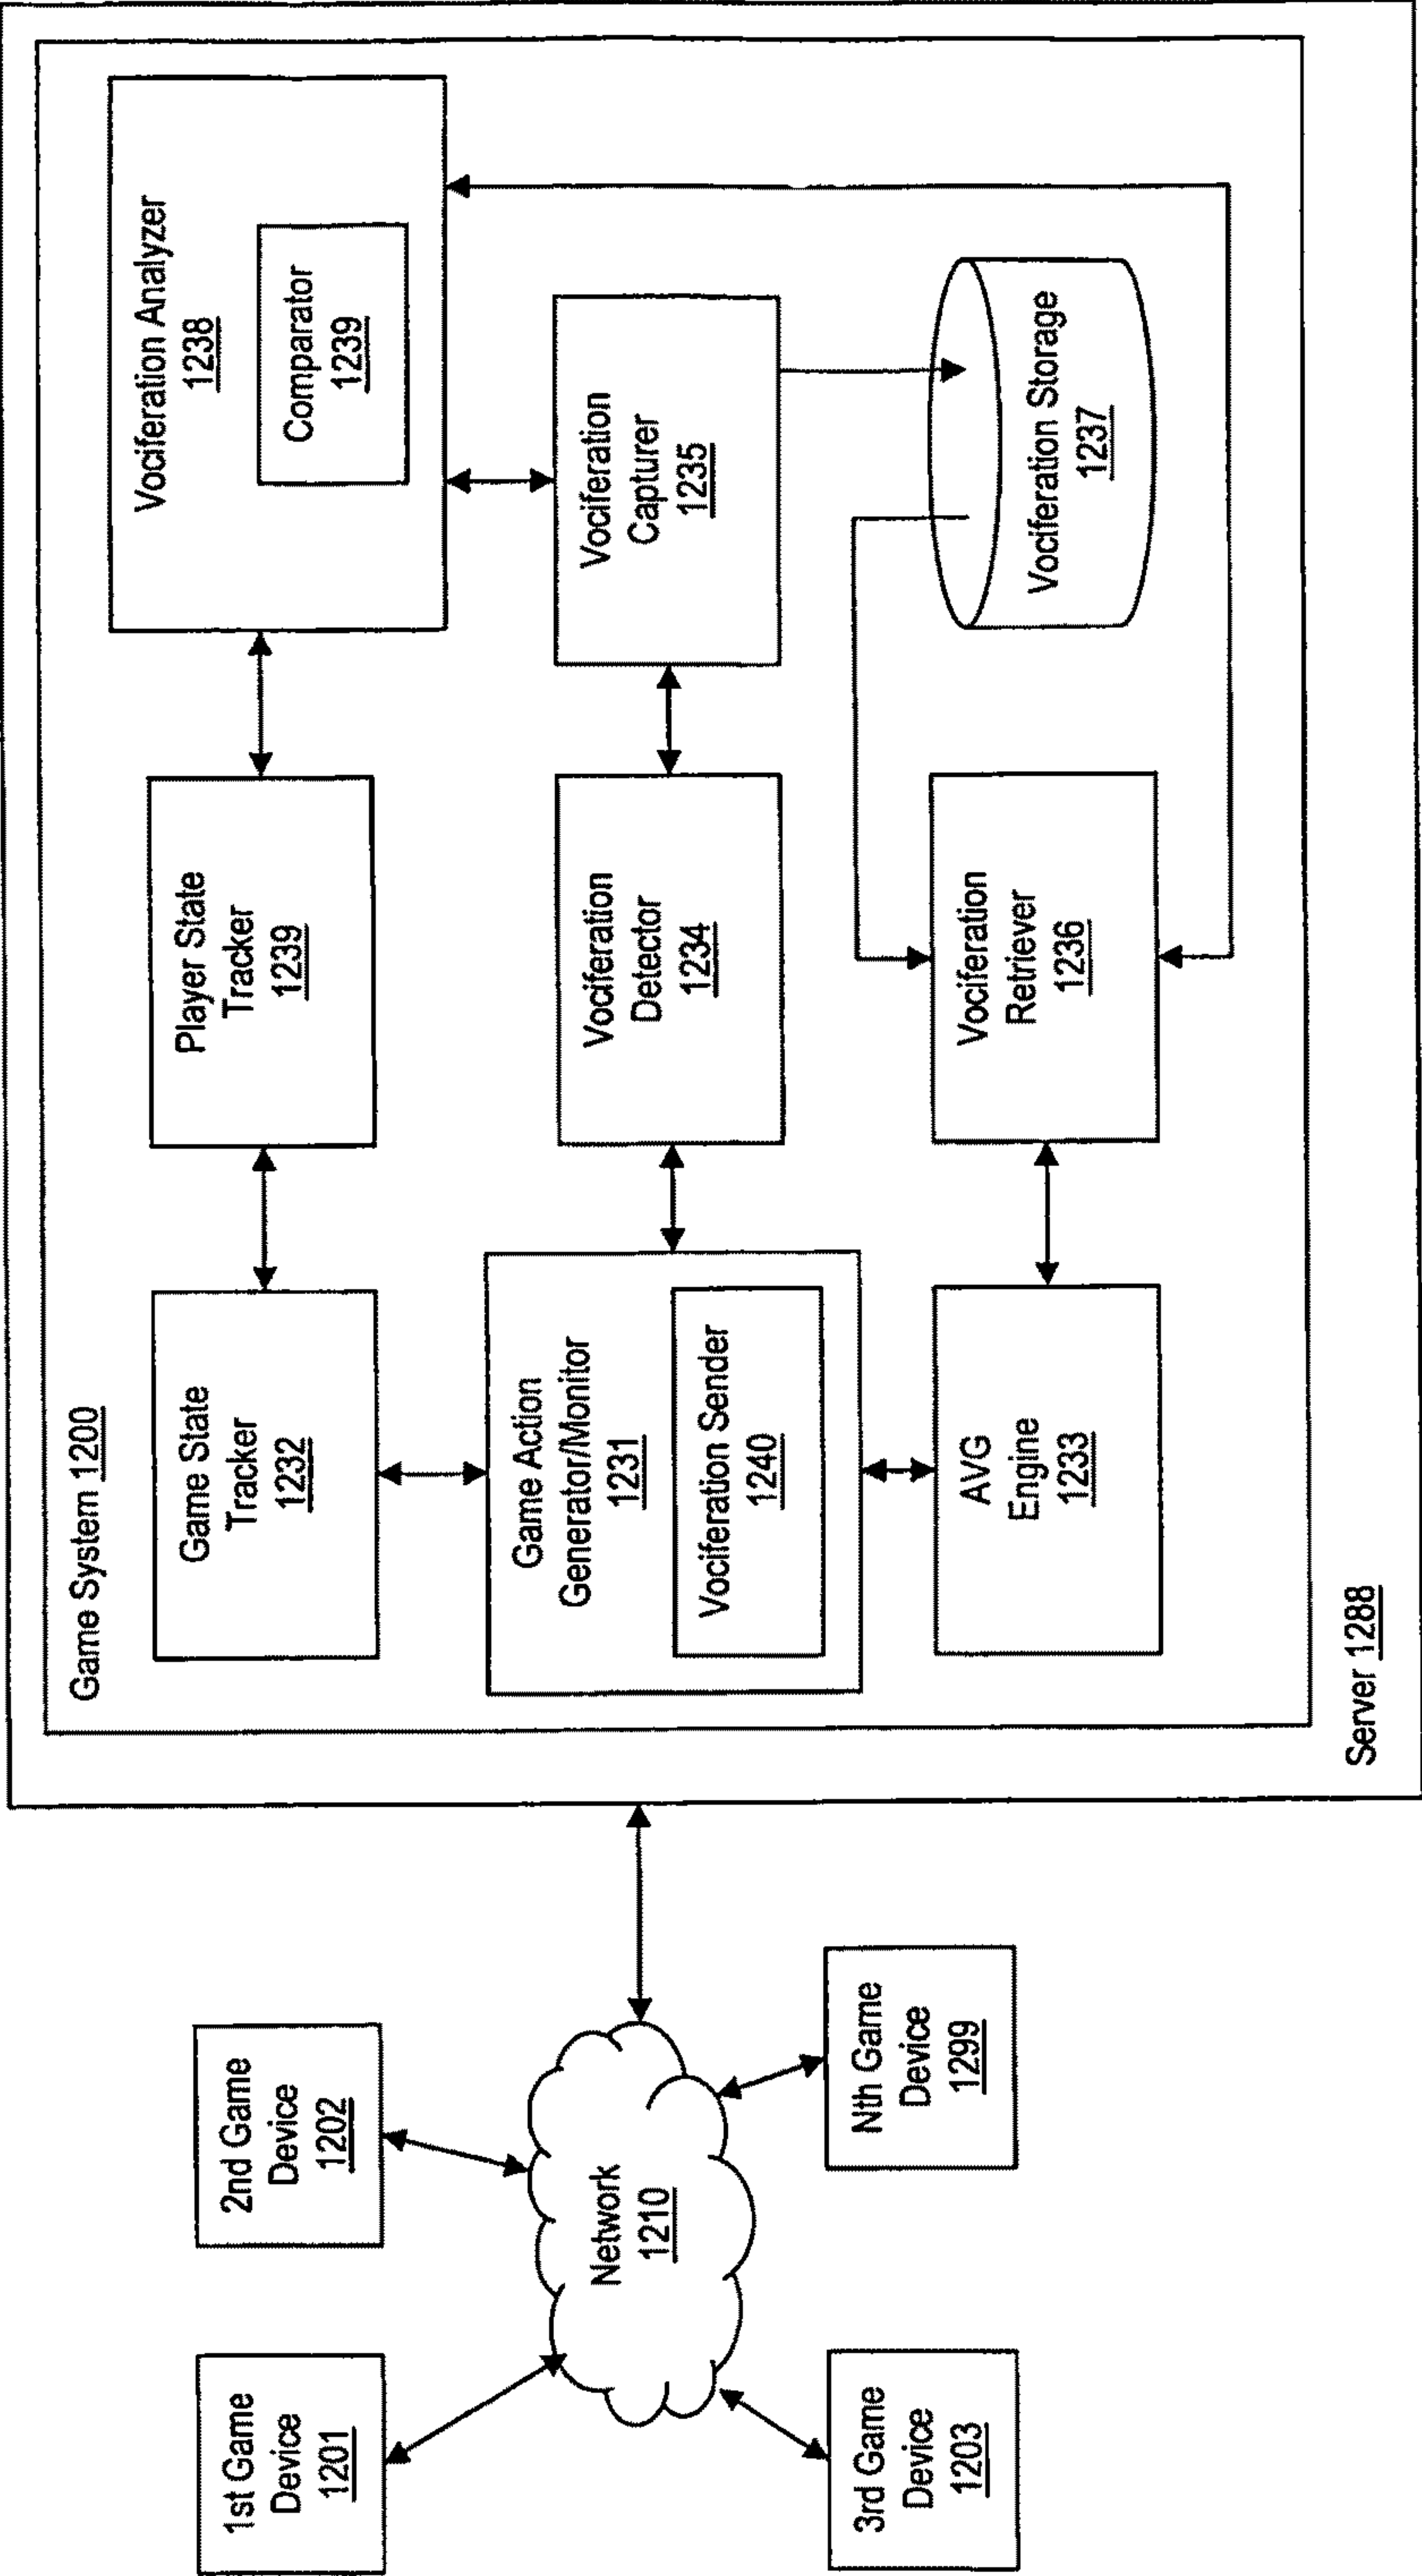 Game System 1200
Game State
Tracker
1232
Player State
Tracker
1239
Vociferation Analyzer
1238
Comparator
1239
Game Action
Generator/Monitor
1231
Vociferation Sender
1240
Vociferation
Detector
1234
Vociferation
Capturer
1235
AVG
Engine
1233
Vociferation
Retriever
1236
Vociferation Storage
1237
Server 1288
1st Game
Device
1201
2nd Game
Device
1202
Network
1210
3rd Game
Device
1203
Nth Game
Device
1299